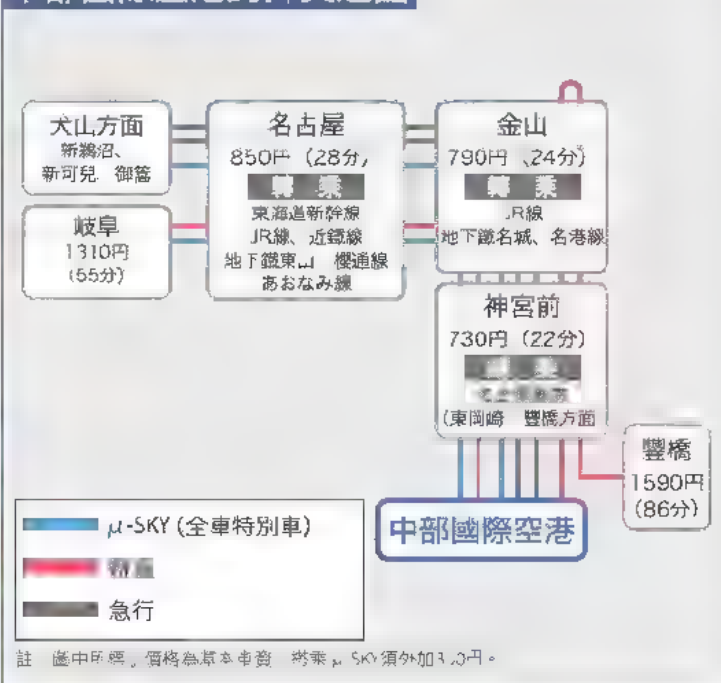 犬山方面
新鵜沼、
新可兒
岐阜
1310円
(55分)
名古屋
850円 (28分)
轉乘
東海道新幹線
JR線、近鐵線
地下鐵東山 櫻通線
あおなみ線
金山
790円 (24分)
轉乘
JR線
地下鐵名城、名港線
神宮前
730円 (22分)
(東岡崎 豐橋方面
豐橋
1590円
(86分)
中部國際空港
μ-SKY (全車特別車)
急行